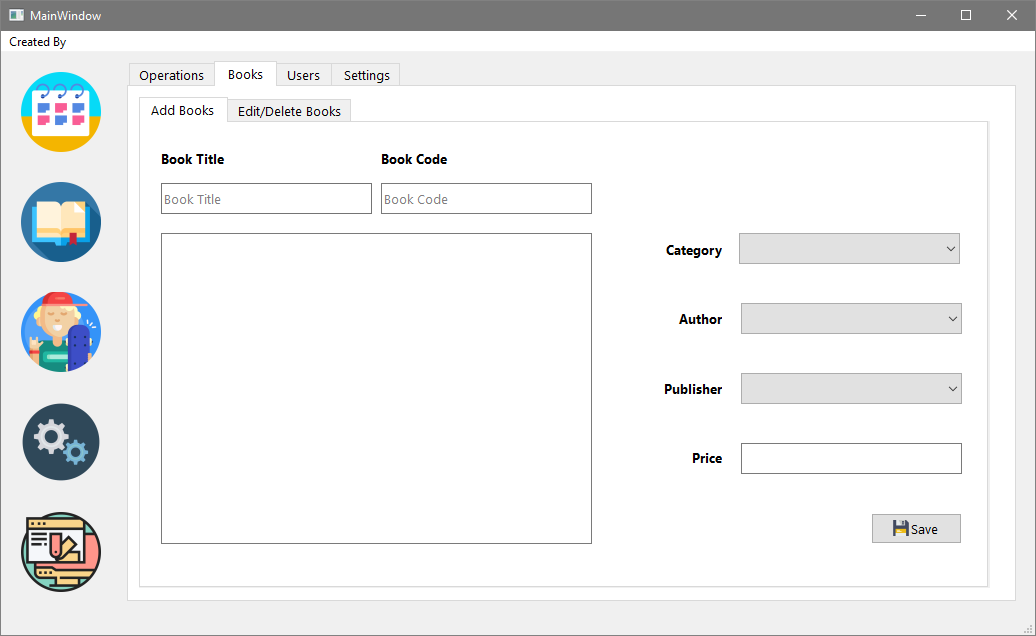 MainWindow
Created By
Operations Books Users Settings
Add Books Edit/Delete Books
Book Title Book Code
Book Title Book Code
Category
Author
Publisher
Price
Save